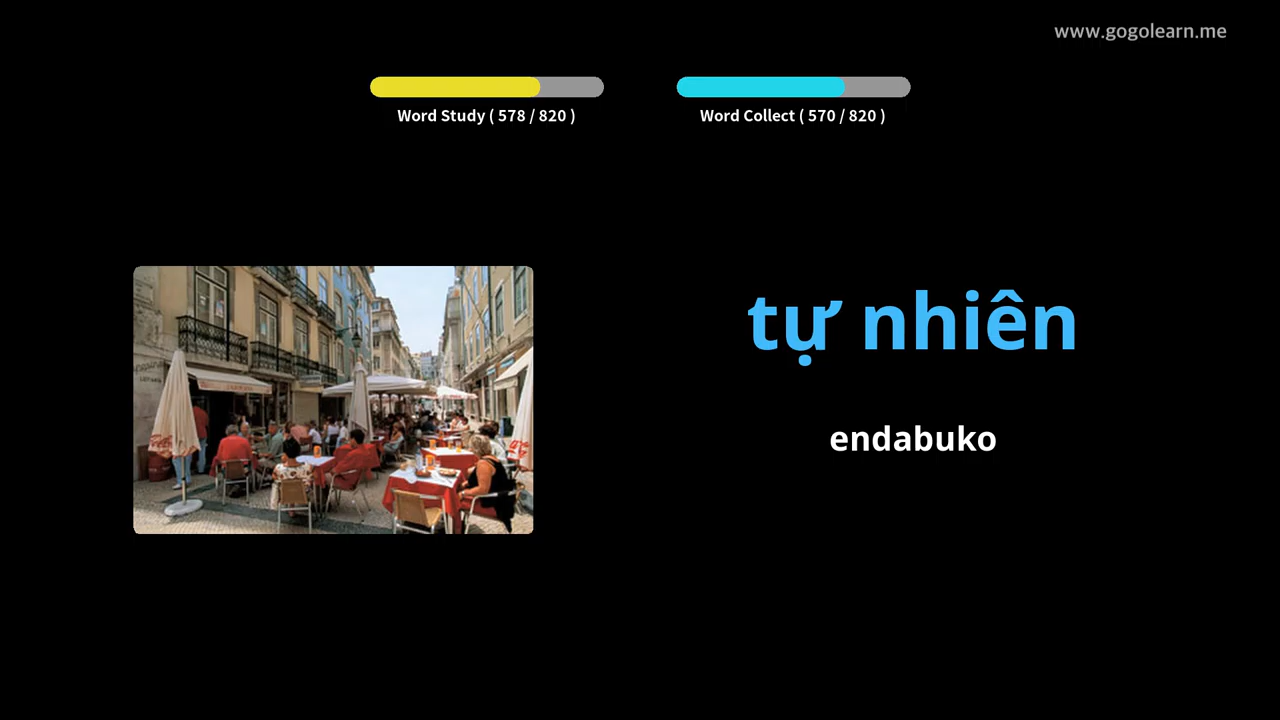 www.gogolearn.me
Word Study ( 578 / 820 )
Word Collect ( 570 / 820 )
tự nhiên
endabuko